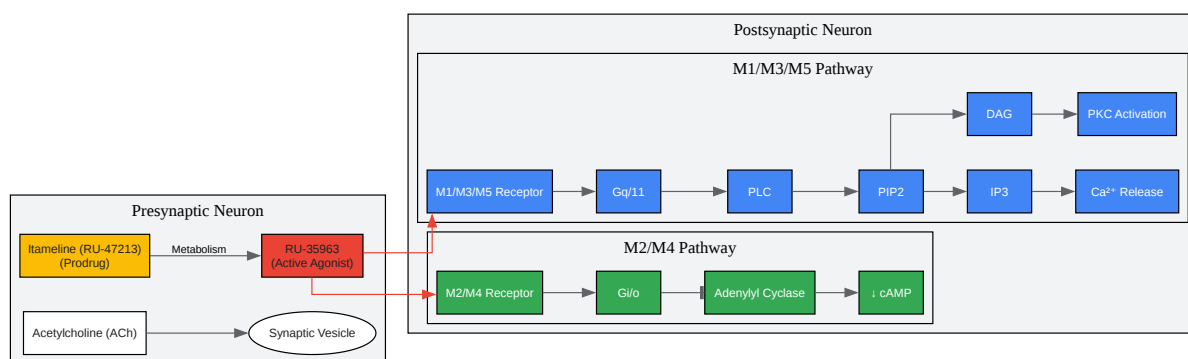 Postsynaptic Neuron
M1/M3/M5 Pathway
DAG
PKC Activation
M1/M3/M5 Receptor
Gq/11
PLC
PIP2
IP3
Ca²⁺ Release
Presynaptic Neuron
Itameline (RU-47213)
(Prodrug)
Metabolism
RU-35963
(Active Agonist)
M2/M4 Pathway
M2/M4 Receptor
Gi/o
Adenylyl Cyclase
↓ cAMP
Acetylcholine (ACh)
Synaptic Vesicle